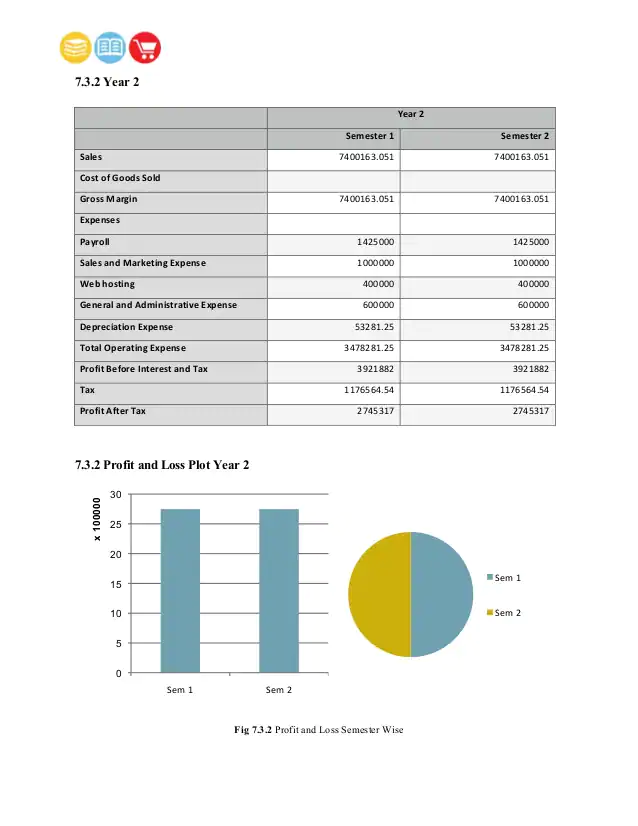 7.3.2 Year 2
Year 2
Semester 1 Semester 2
Sales 7400163.051 7400163.051
Cost of Goods Sold
Gross Margin 7400163.051 7400163.051
Expenses
Payroll 1425000 1425000
Sales and Marketing Expense 1000000 1000000
Web hosting 400000 400000
General and Administrative Expense 600000 600000
Depreciation Expense 53281.25 53281.25
Total Operating Expense 3478281.25 3478281.25
Profit Before Interest and Tax 3921882 3921882
Tax 1176564.54 1176564.54
Profit After Tax 2745317 2745317
7.3.2 Profit and Loss Plot Year 2
x 100000
30
25
20
15
10
5
0
Sem 1 Sem 2
Sem 1
Sem 2
Fig 7.3.2 Profit and Loss Semester Wise